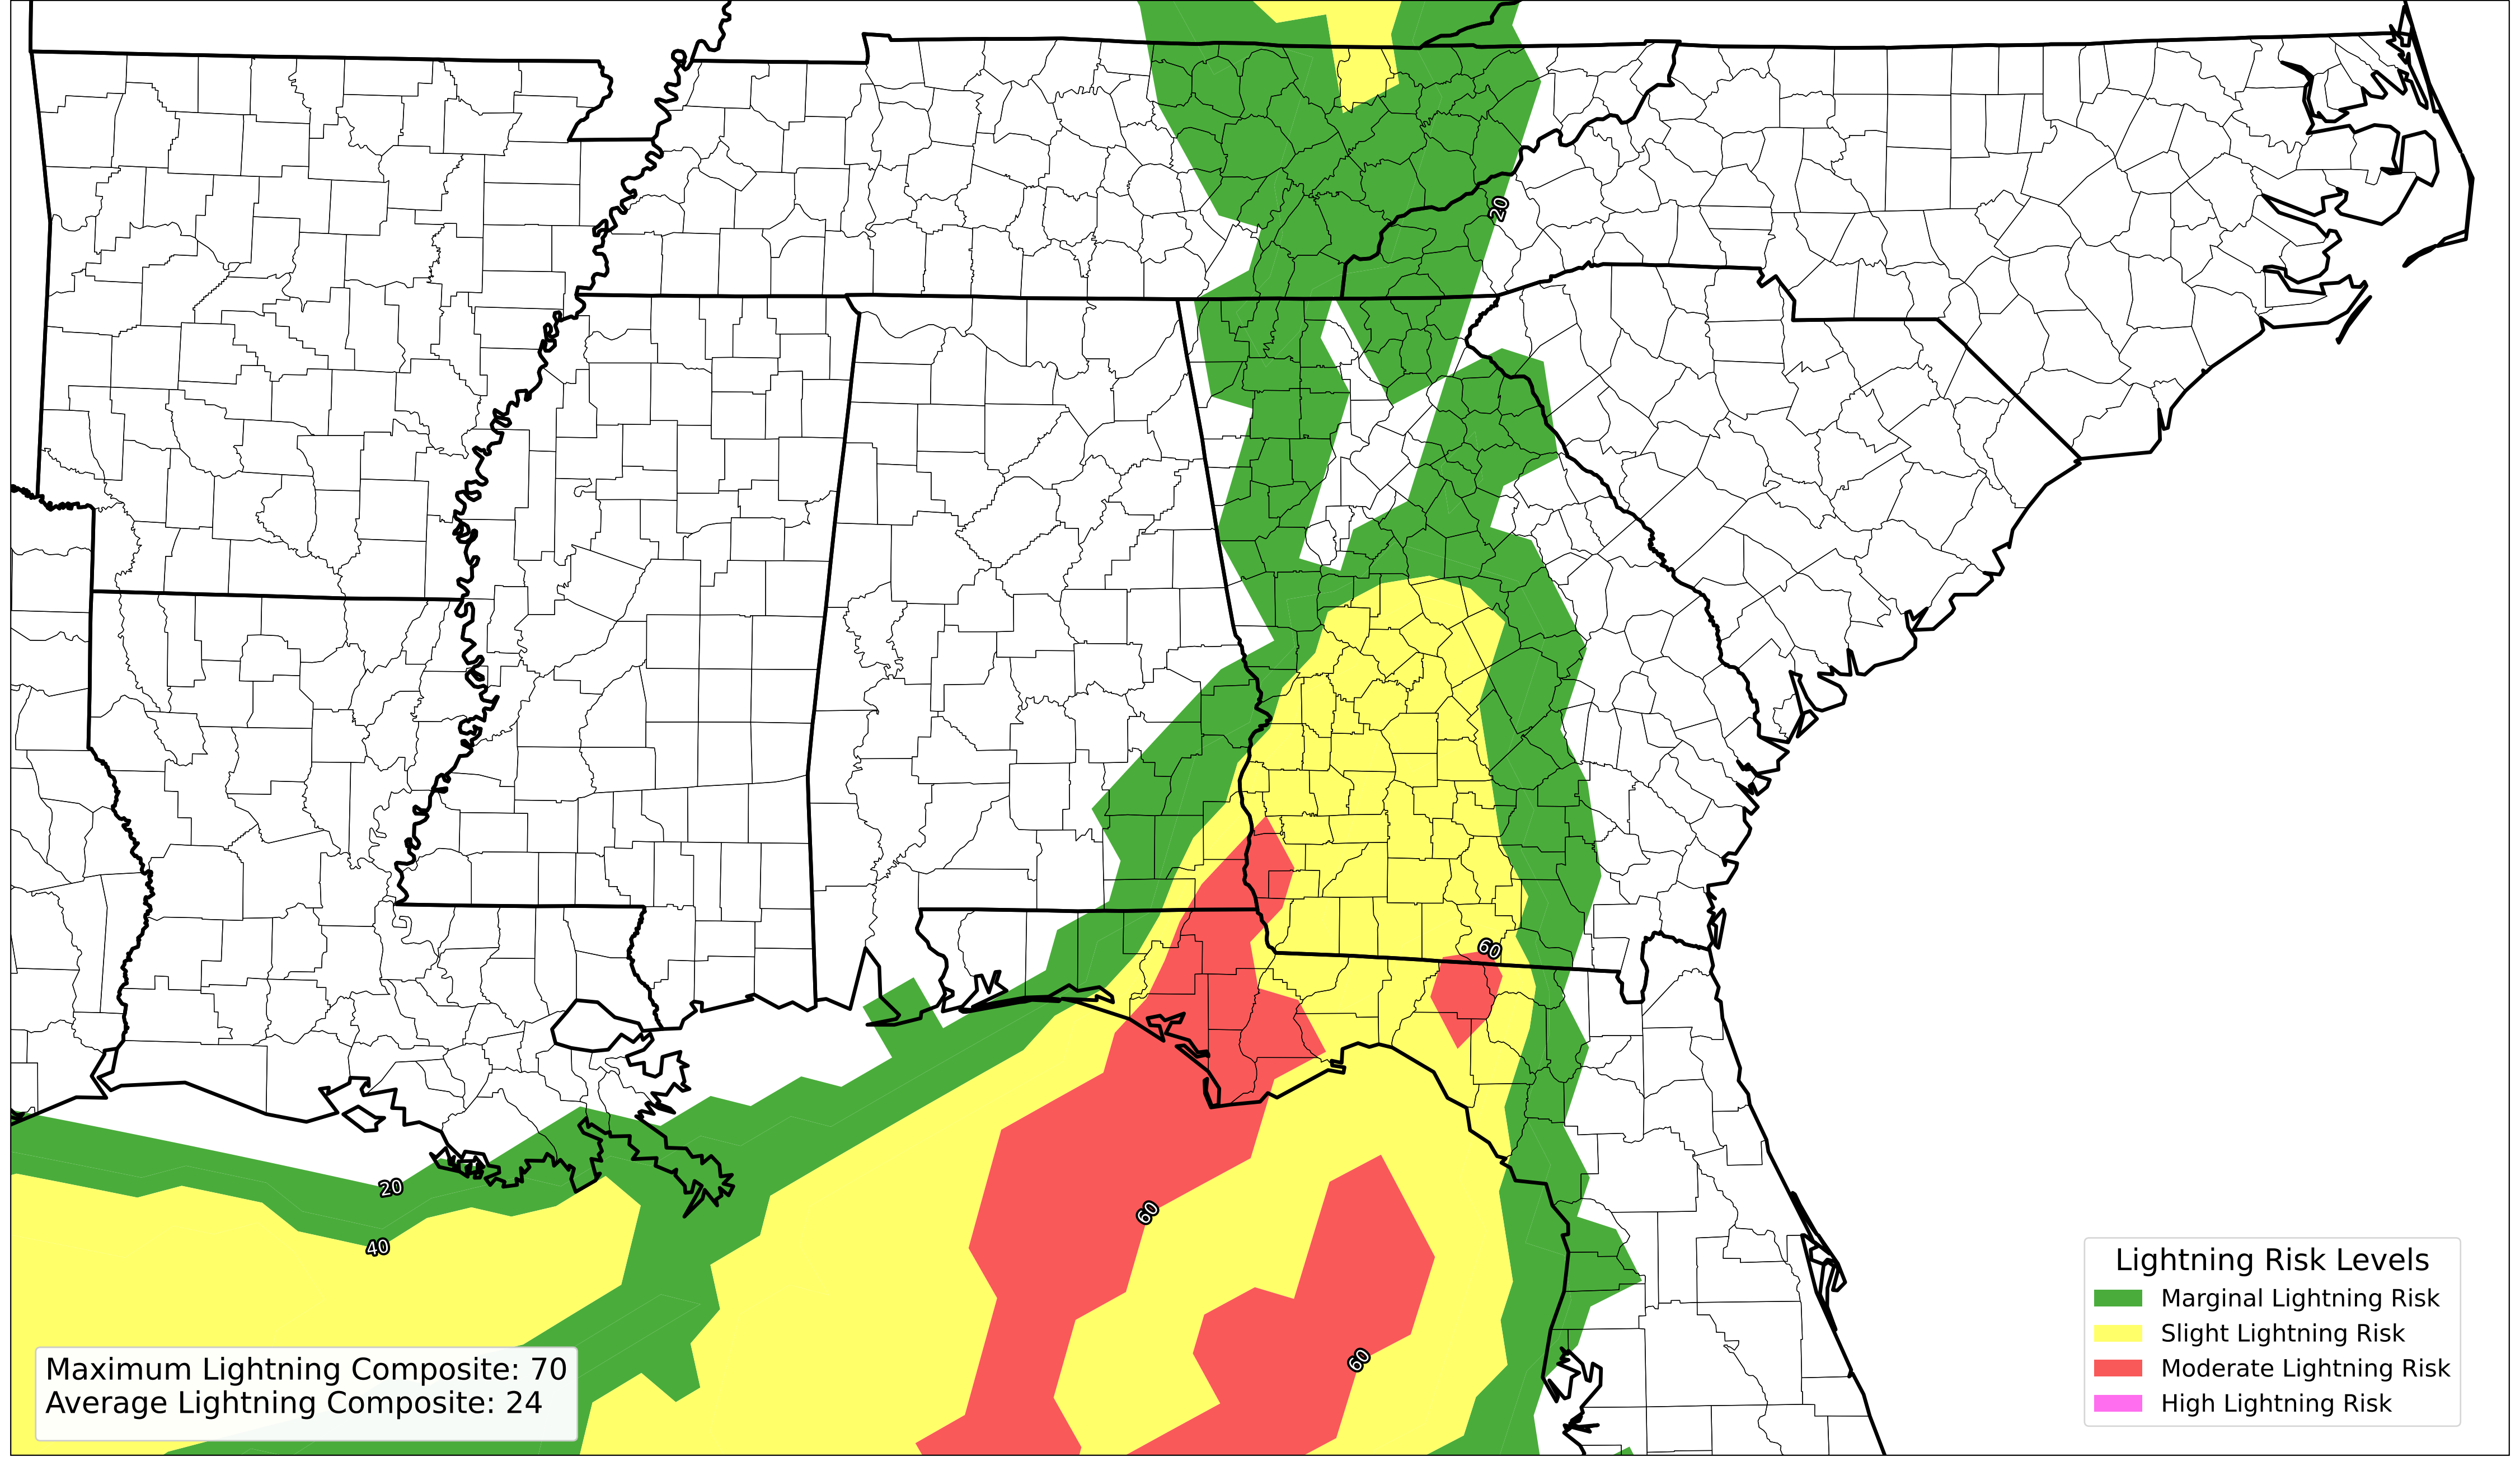 20
60
20
40
60
60
Maximum Lightning Composite: 70
Average Lightning Composite: 24
Lightning Risk Levels
Marginal Lightning Risk
Slight Lightning Risk
Moderate Lightning Risk
High Lightning Risk